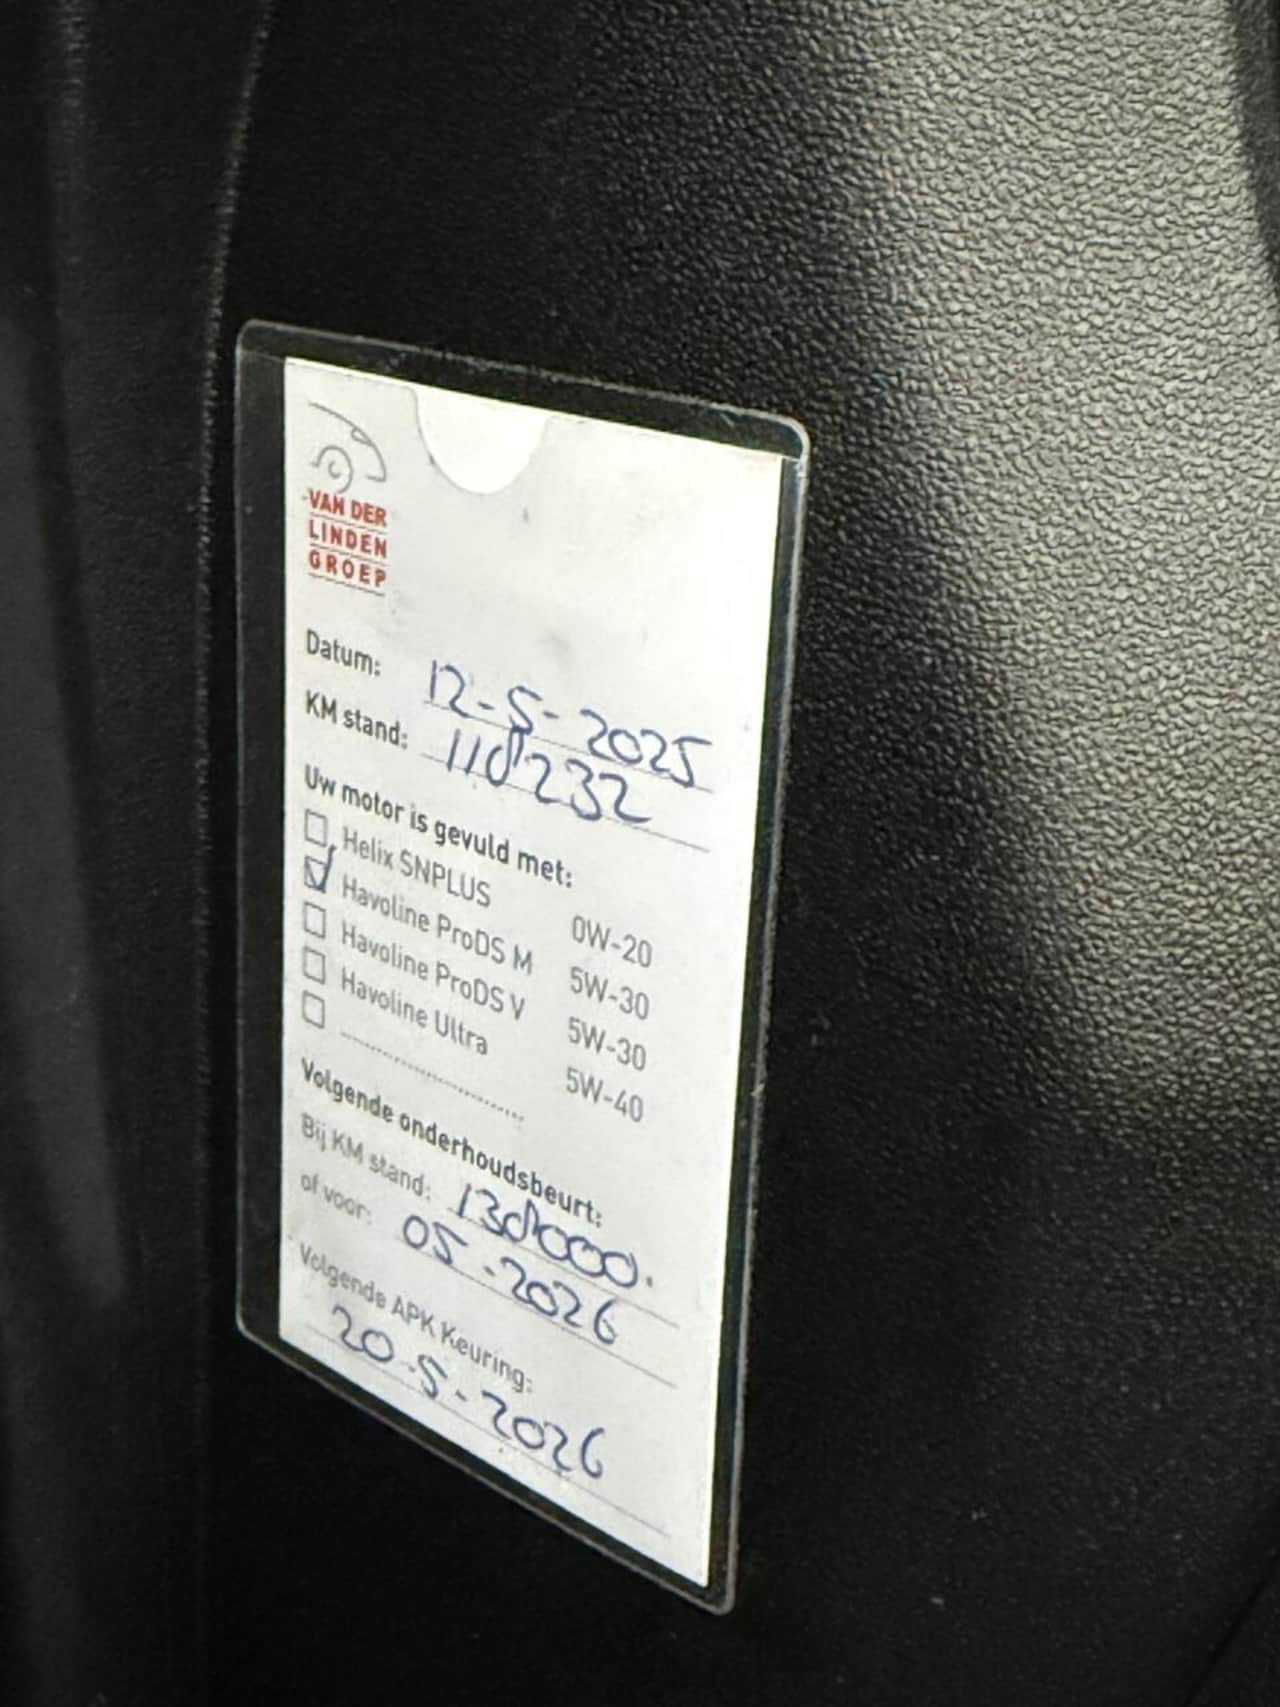 VAN DER
LINDEN
GROEP
Datum: 12-5-2025
KM stand: 118232
Uw motor is gevuld met:
Helix SNPLUS 0W-20
Havoline ProDS M 5W-30
Havoline ProDS V 5W-30
Havoline Ultra 5W-40
Volgende onderhoudsbeurt:
Bij KM stand: 138000.
of voor: 05-2026
Volgende APK Keuring:
20-5-2026